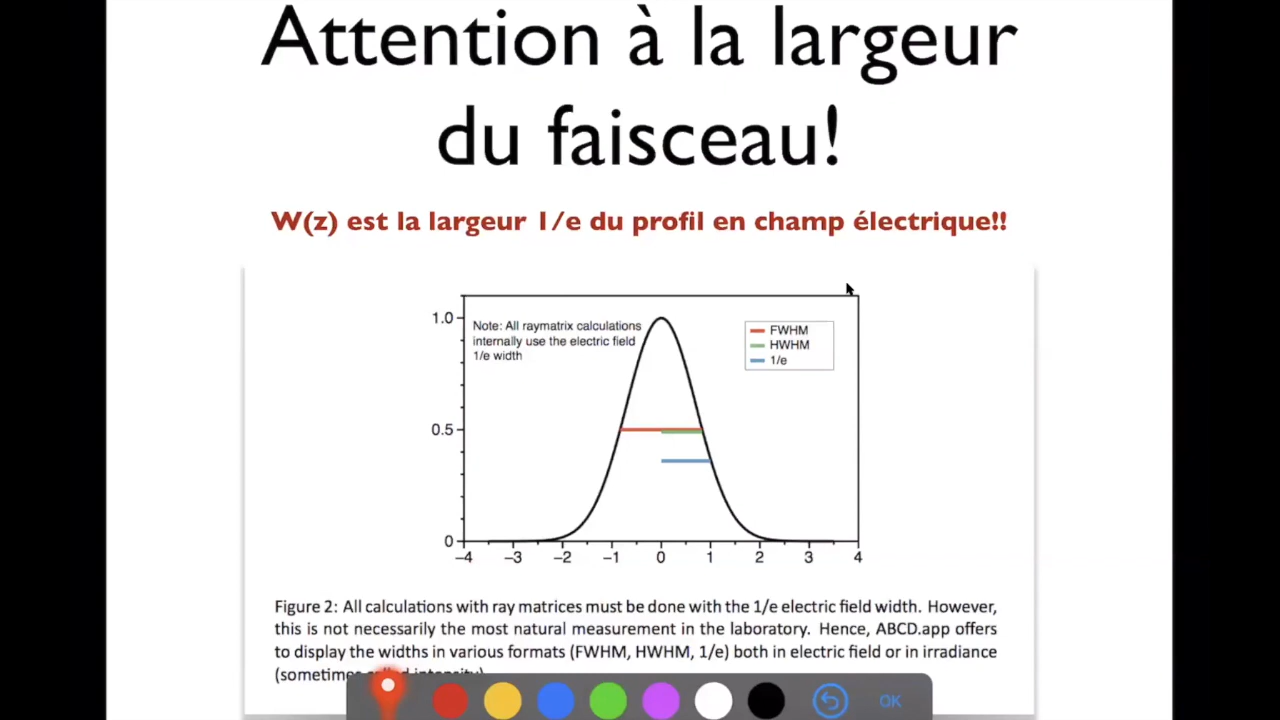 Attention à la largeur
du faisceau!
W(z) est la largeur 1/e du profil en champ électrique!!
1.0
0.5
0
Note: All raymatrix calculations
internally use the electric field
1/e width
FWHM
HWHM
1/e
−4 −3 −2 −1 0 1 2 3 4
Figure 2: All calculations with ray matrices must be done with the 1/e electric field width. However,
this is not necessarily the most natural measurement in the laboratory. Hence, ABCD.app offers
to display the widths in various formats (FWHM, HWHM, 1/e) both in electric field or in irradiance
(sometimes
OK